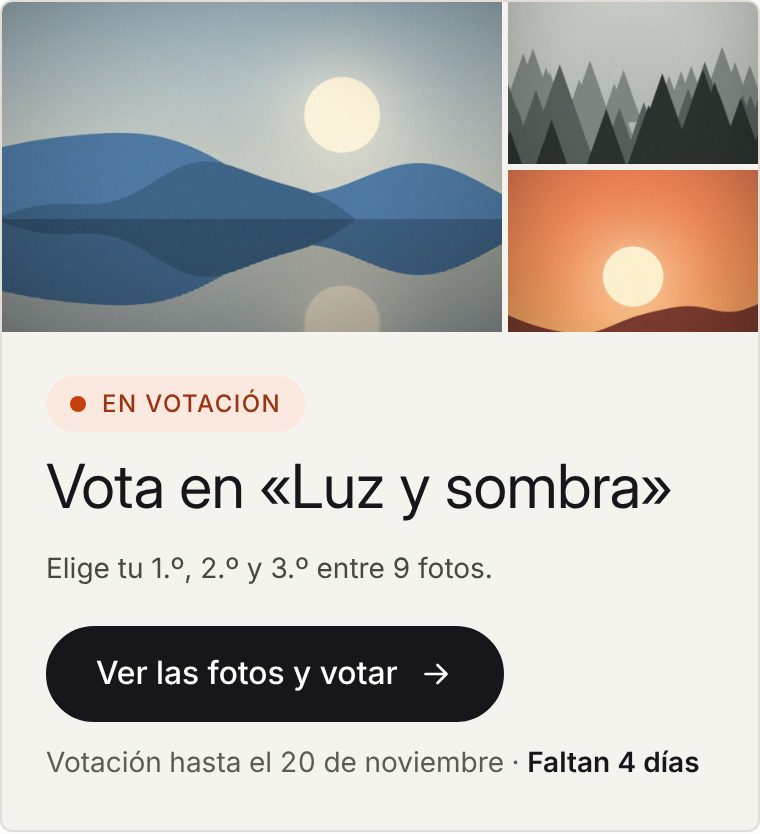 EN VOTACIÓN
Vota en «Luz y sombra»
Elige tu 1.º, 2.º y 3.º entre 9 fotos.
Ver las fotos y votar →
Votación hasta el 20 de noviembre · Faltan 4 días